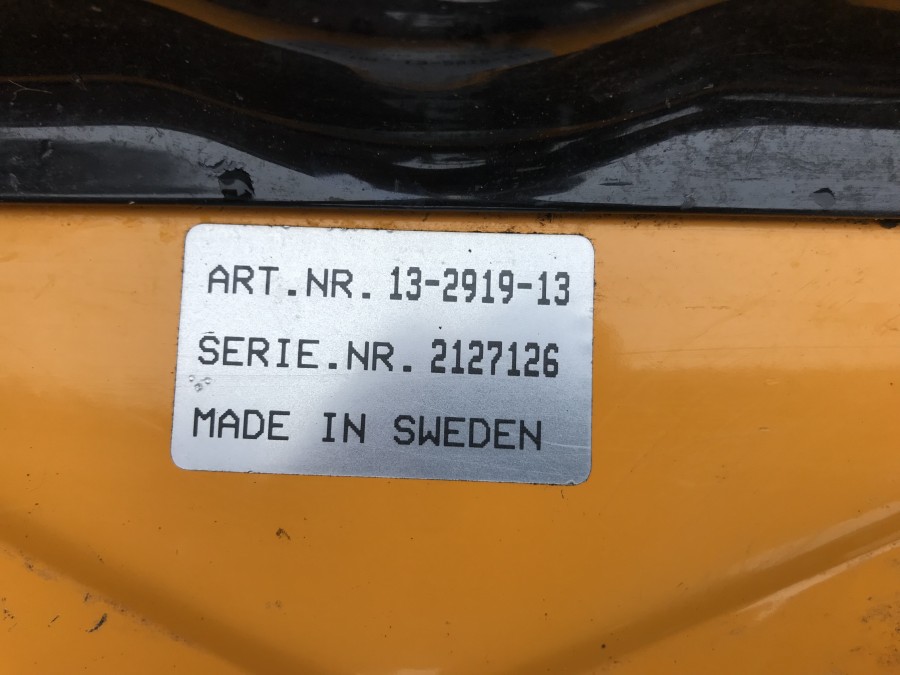 ART.NR. 13-2919-13
SERIE.NR. 2127126
MADE IN SWEDEN